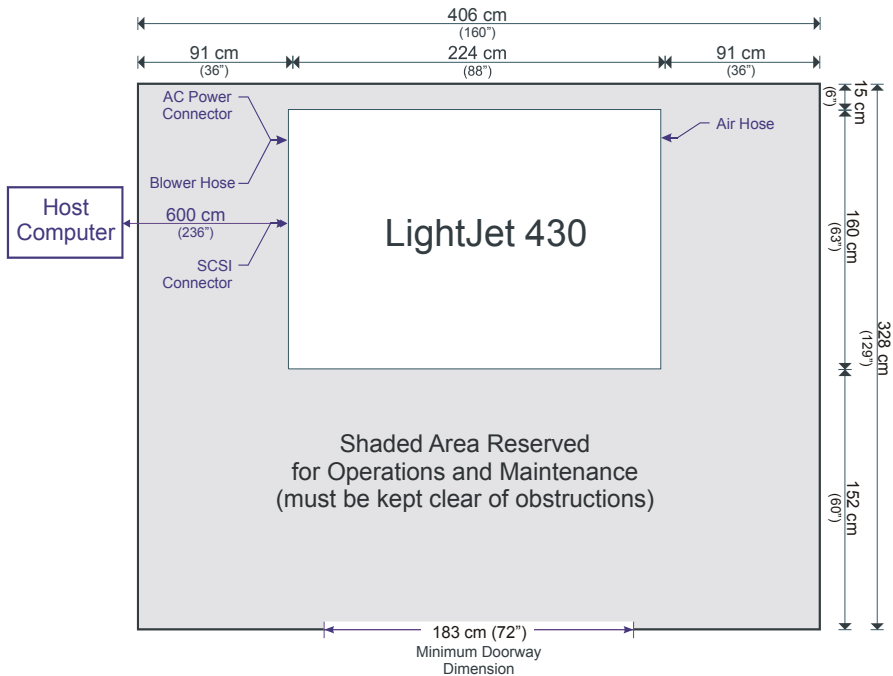 406 cm
(160”)
91 cm
(36”)
224 cm
(88”)
91 cm
(36”)
15 cm
(6”)
AC Power
Connector
Air Hose
Blower Hose
Host
Computer
600 cm
(236”)
LightJet 430
160 cm
(63”)
SCSI
Connector
328 cm
(129”)
Shaded Area Reserved
for Operations and Maintenance
(must be kept clear of obstructions)
152 cm
(60”)
183 cm (72”)
Minimum Doorway
Dimension